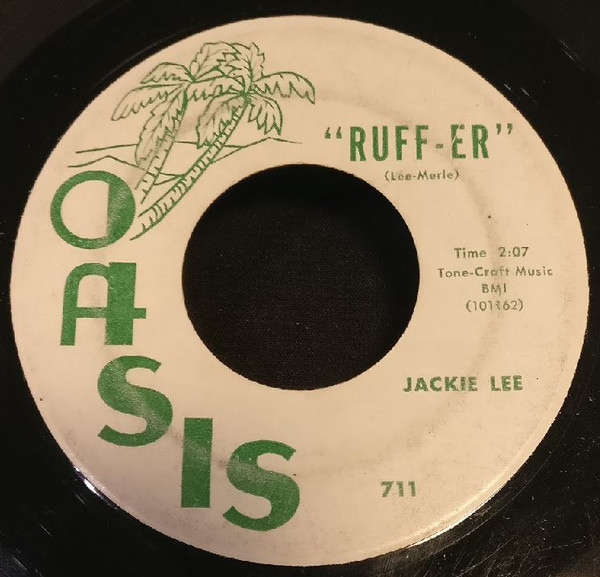 "RUFF-ER"
(Lee-Merle)
OASIS
Time 2:07
Tone-Craft Music
BMI
JACKIE LEE
711